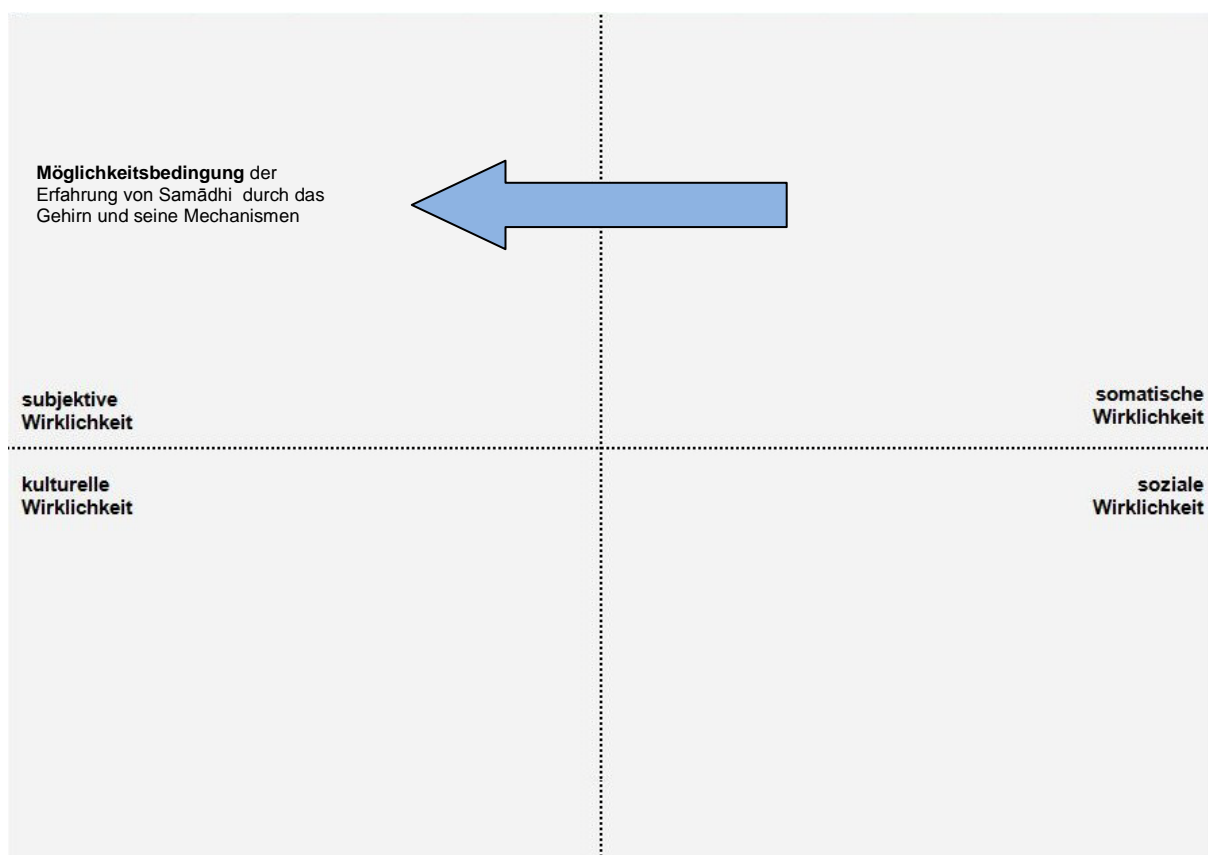 Möglichkeitsbedingung der
Erfahrung von Samādhi durch das
Gehirn und seine Mechanismen
subjektive
Wirklichkeit
somatische
Wirklichkeit
kulturelle
Wirklichkeit
soziale
Wirklichkeit